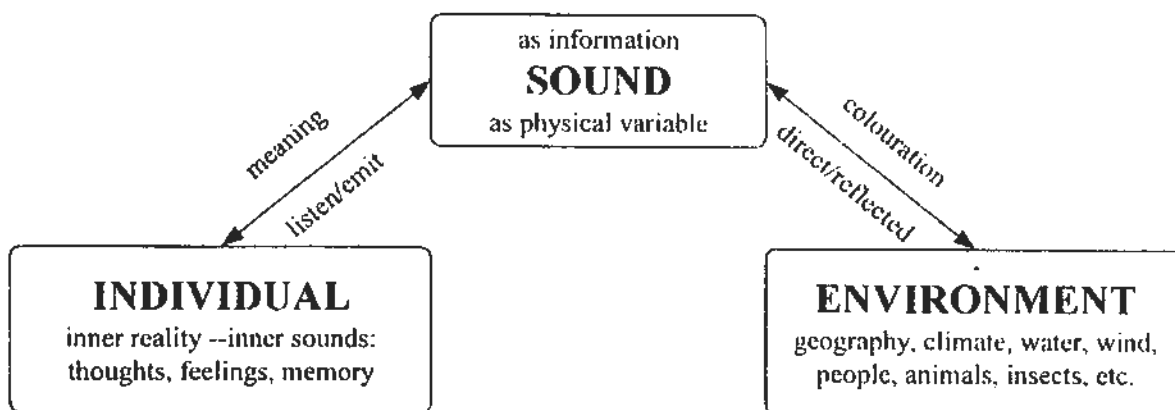 as information
SOUND
as physical variable
meaning
listen/emit
colouration
direct/reflected
INDIVIDUAL
inner reality --inner sounds:
thoughts, feelings, memory
ENVIRONMENT
geography, climate, water, wind,
people, animals, insects, etc.